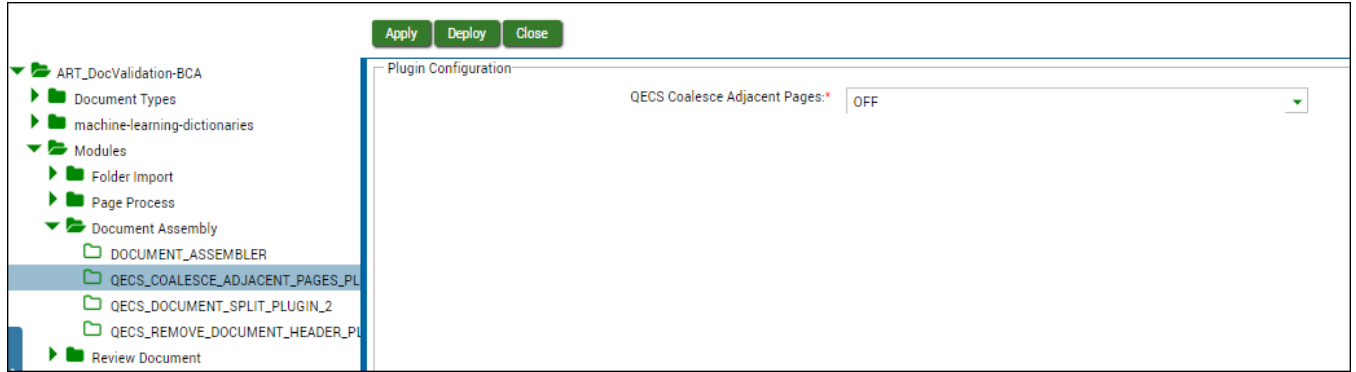 Apply Deploy Close
ART_DocValidation-BCA
Document Types
machine-learning-dictionaries
Modules
Folder Import
Page Process
Document Assembly
DOCUMENT_ASSEMBLER
QECS_COALESCE_ADJACENT_PAGES_PL
QECS_DOCUMENT_SPLIT_PLUGIN_2
QECS_REMOVE_DOCUMENT_HEADER_PL
Review Document
Plugin Configuration
QECS Coalesce Adjacent Pages:* OFF